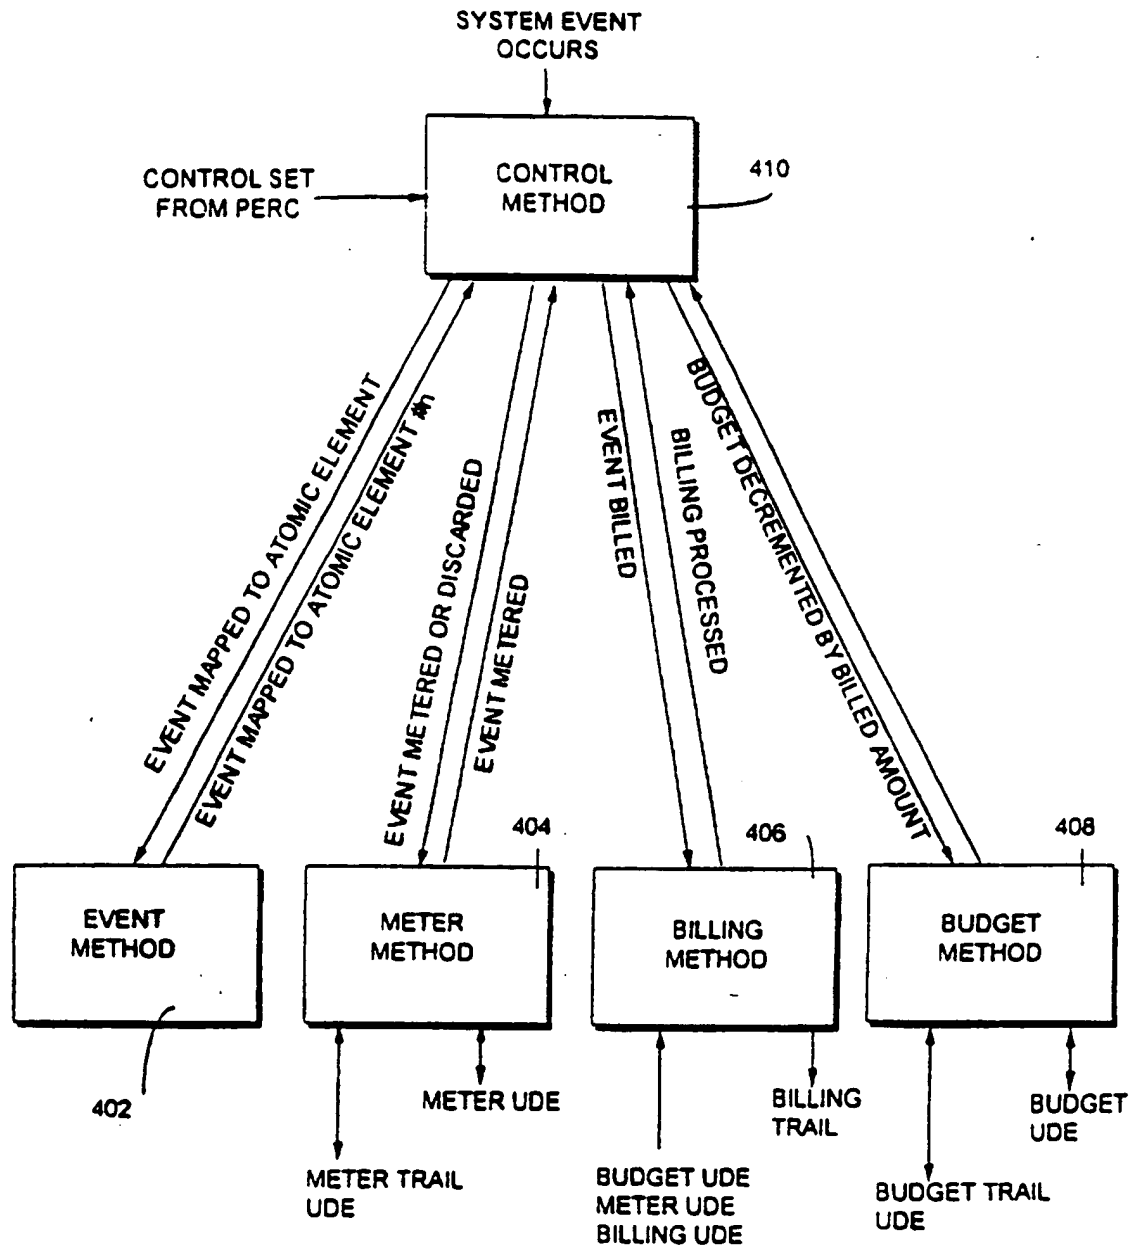 SYSTEM EVENT
OCCURS
CONTROL SET
FROM PERC
CONTROL
METHOD
410
EVENT MAPPED TO ATOMIC ELEMENT
EVENT MAPPED TO ATOMIC ELEMENT #n
EVENT METERED OR DISCARDED
EVENT METERED
EVENT BILLED
BILLING PROCESSED
BUDGET DECREMENTED BY BILLED AMOUNT
404
406
408
EVENT
METHOD
METER
METHOD
BILLING
METHOD
BUDGET
METHOD
402
METER UDE
BILLING
TRAIL
BUDGET
UDE
METER TRAIL
UDE
BUDGET UDE
METER UDE
BILLING UDE
BUDGET TRAIL
UDE